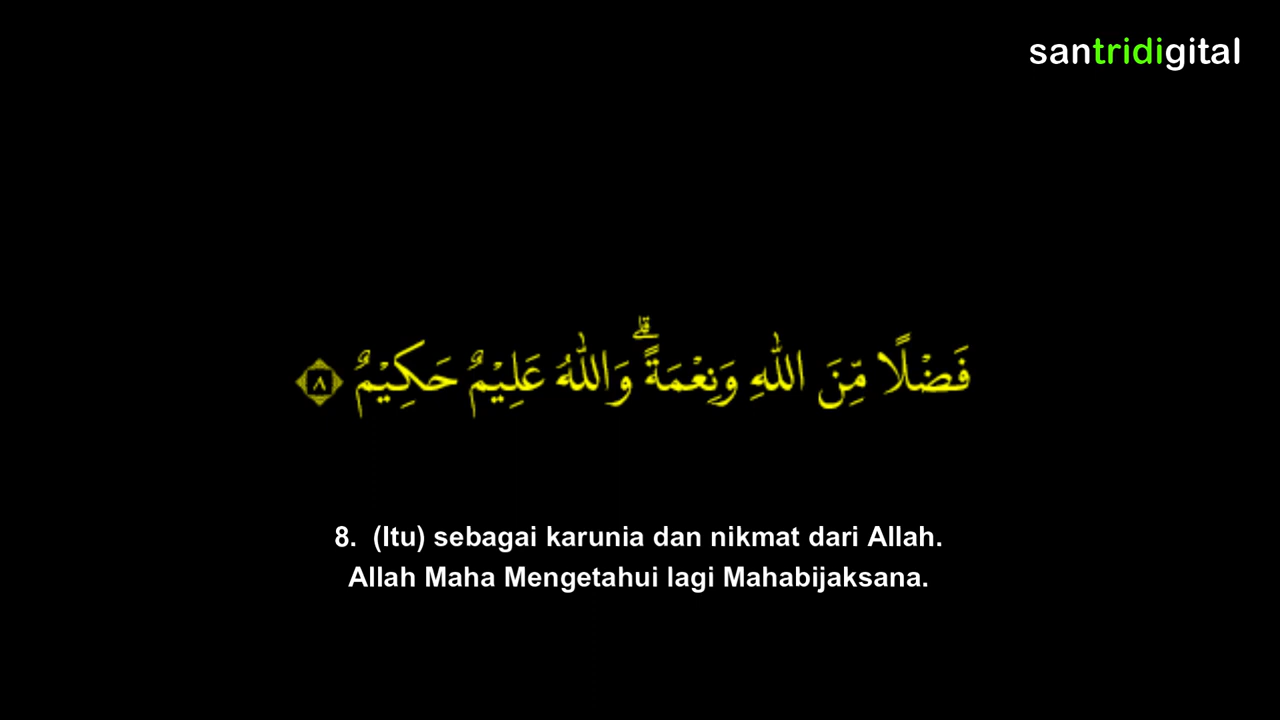 santridigital
فَضْلًا مِّنَ اللّٰهِ وَنِعْمَةً ۗوَاللّٰهُ عَلِيْمٌ حَكِيْمٌ ٨
8. (Itu) sebagai karunia dan nikmat dari Allah.
Allah Maha Mengetahui lagi Mahabijaksana.